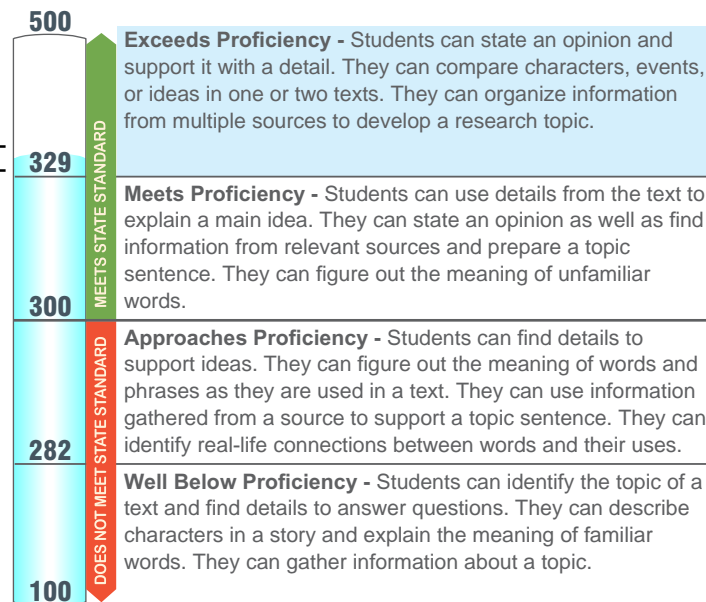 500
Exceeds Proficiency - Students can state an opinion and
support it with a detail. They can compare characters, events,
or ideas in one or two texts. They can organize information
from multiple sources to develop a research topic.
329
MEETS STATE STANDARD
Meets Proficiency - Students can use details from the text to
explain a main idea. They can state an opinion as well as find
information from relevant sources and prepare a topic
sentence. They can figure out the meaning of unfamiliar
words.
300
Approaches Proficiency - Students can find details to
support ideas. They can figure out the meaning of words and
phrases as they are used in a text. They can use information
gathered from a source to support a topic sentence. They can
identify real-life connections between words and their uses.
282
DOES NOT MEET STATE STANDARD
Well Below Proficiency - Students can identify the topic of a
text and find details to answer questions. They can describe
characters in a story and explain the meaning of familiar
words. They can gather information about a topic.
100